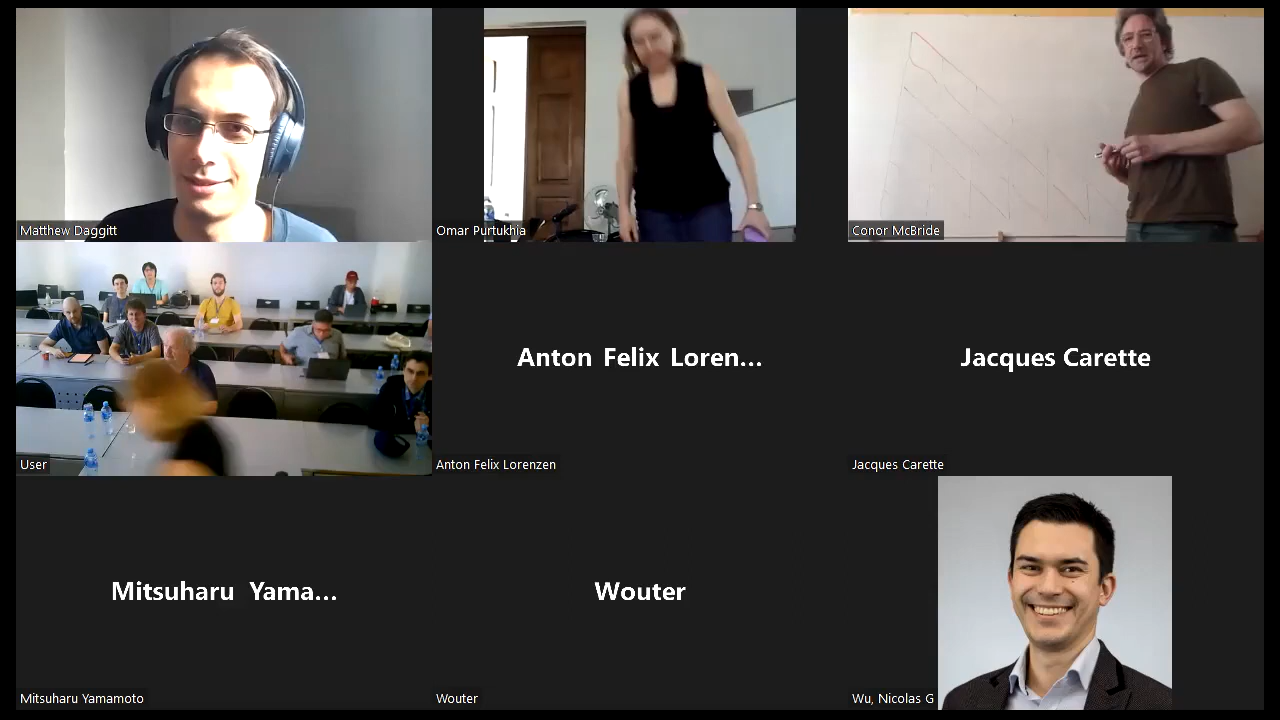 Matthew Daggitt
Omar Purtukhia
Conor McBride
User
Anton Felix Loren...
Anton Felix Lorenzen
Jacques Carette
Jacques Carette
Mitsuharu Yama...
Mitsuharu Yamamoto
Wouter
Wouter
Wu, Nicolas G